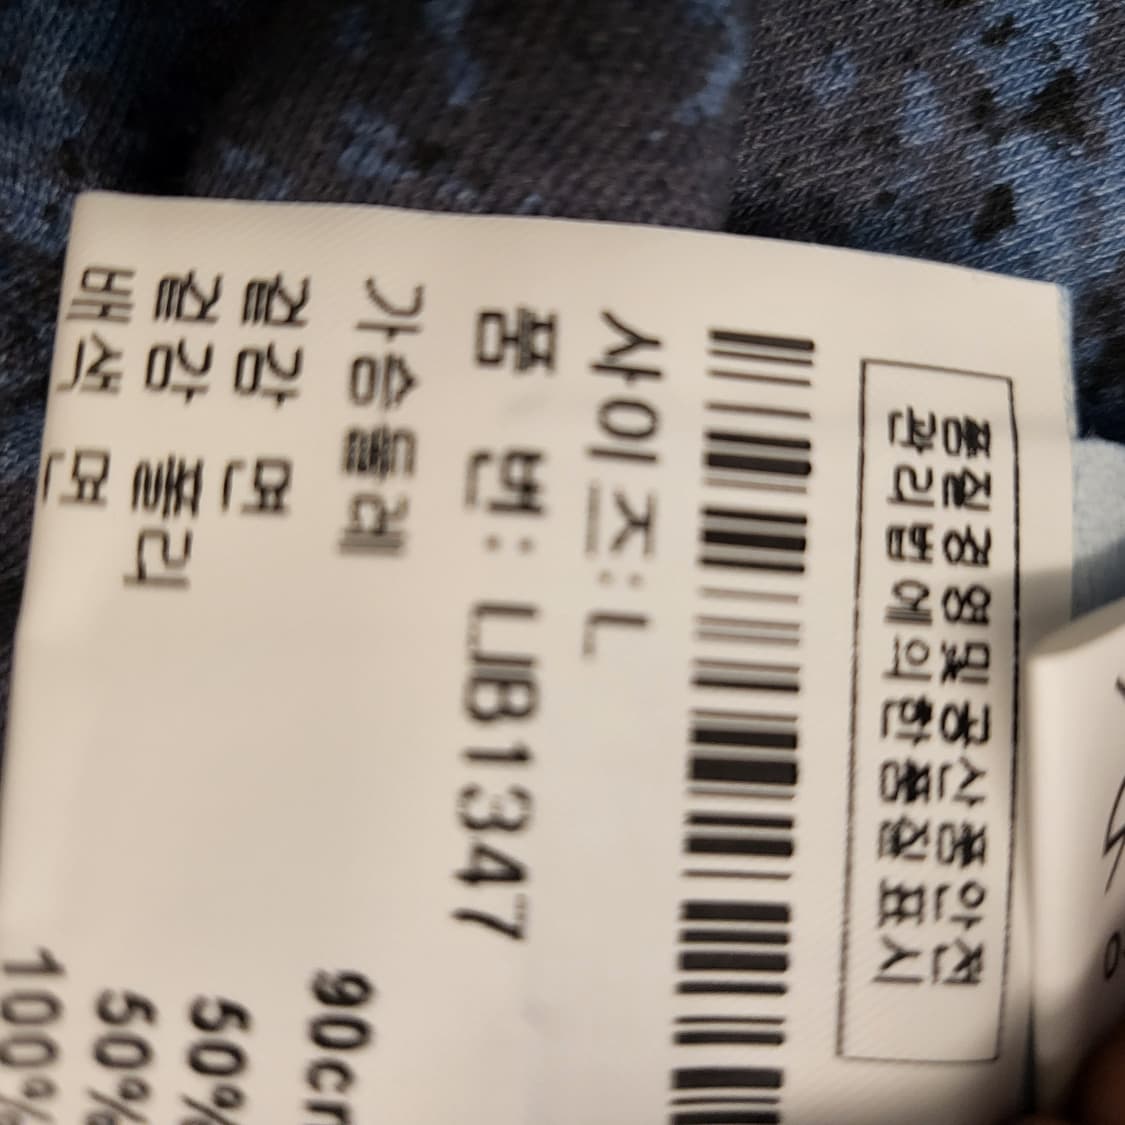 품질경영및공산품안전
관리법에의한품질표시
사이즈: L
품 번: LJB1347
가슴둘레 90cm
겉감 면 50%
겉감 폴리 50%
배색 면 100%